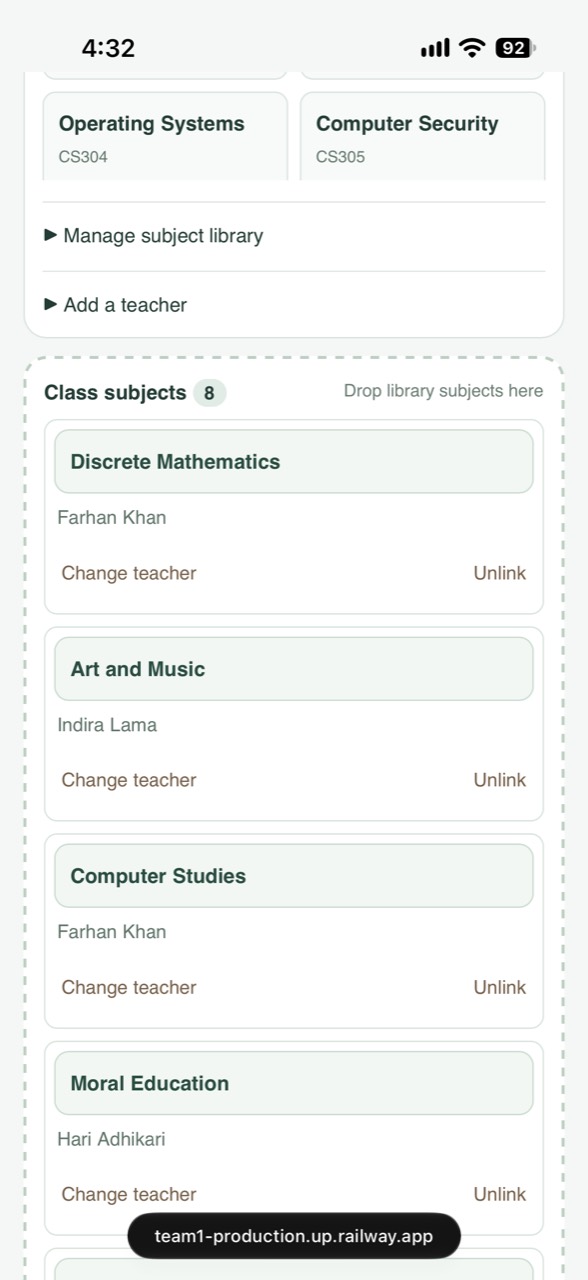 4:32
92
Operating Systems
CS304
Computer Security
CS305
▶ Manage subject library
▶ Add a teacher
Class subjects 8
Drop library subjects here
Discrete Mathematics
Farhan Khan
Change teacher
Unlink
Art and Music
Indira Lama
Change teacher
Unlink
Computer Studies
Farhan Khan
Change teacher
Unlink
Moral Education
Hari Adhikari
Change teacher
Unlink
team1-production.up.railway.app